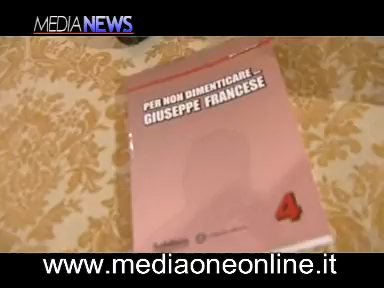 MEDIANEWS
PER NON DIMENTICARE...
GIUSEPPE FRANCESE
4
www.mediaoneonline.it